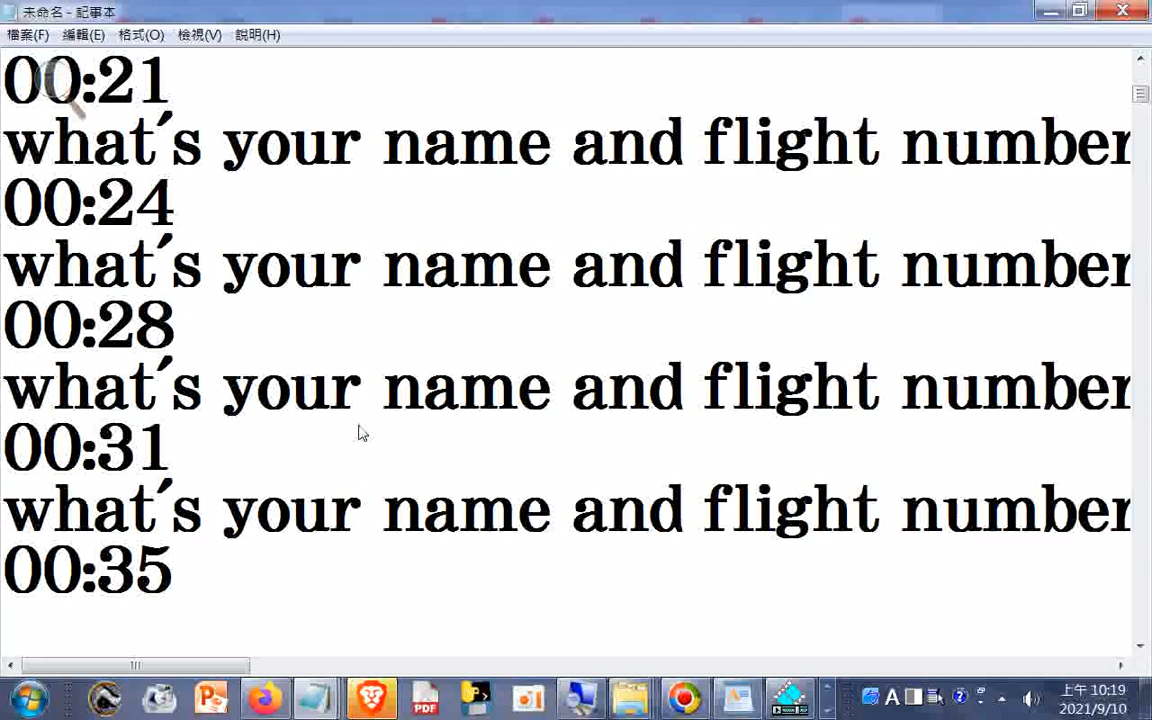 未命名 - 記事本
檔案(F) 編輯(E) 格式(O) 檢視(V) 說明(H)
00:21
what's your name and flight number
00:24
what's your name and flight number
00:28
what's your name and flight number
00:31
what's your name and flight number
00:35
PDF
A
上午 10:19
2021/9/10